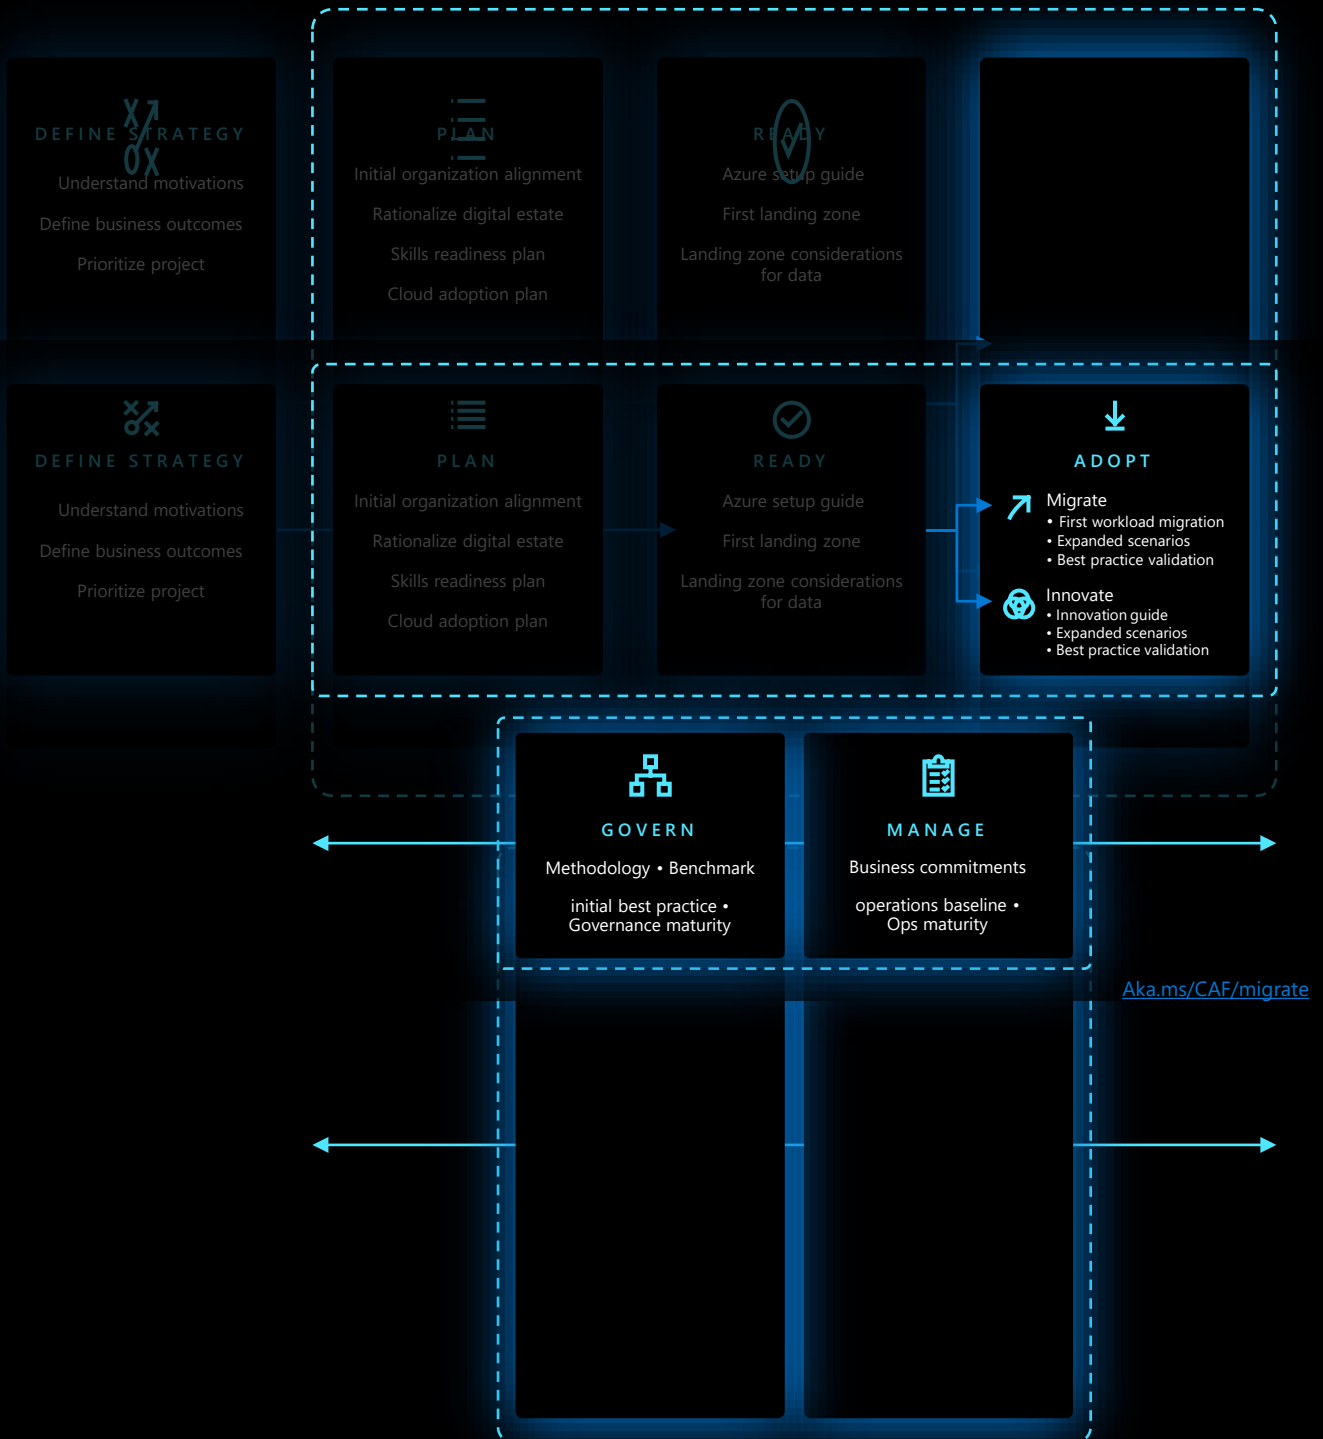 DEFINE STRATEGY
Understand motivations
Define business outcomes
Prioritize project
PLAN
Initial organization alignment
Rationalize digital estate
Skills readiness plan
Cloud adoption plan
READY
Azure setup guide
First landing zone
Landing zone considerations
for data
DEFINE STRATEGY
Understand motivations
Define business outcomes
Prioritize project
PLAN
Initial organization alignment
Rationalize digital estate
Skills readiness plan
Cloud adoption plan
READY
Azure setup guide
First landing zone
Landing zone considerations
for data
ADOPT
Migrate
• First workload migration
• Expanded scenarios
• Best practice validation
Innovate
• Innovation guide
• Expanded scenarios
• Best practice validation
GOVERN
Methodology • Benchmark
initial best practice •
Governance maturity
MANAGE
Business commitments
operations baseline •
Ops maturity
Aka.ms/CAF/migrate